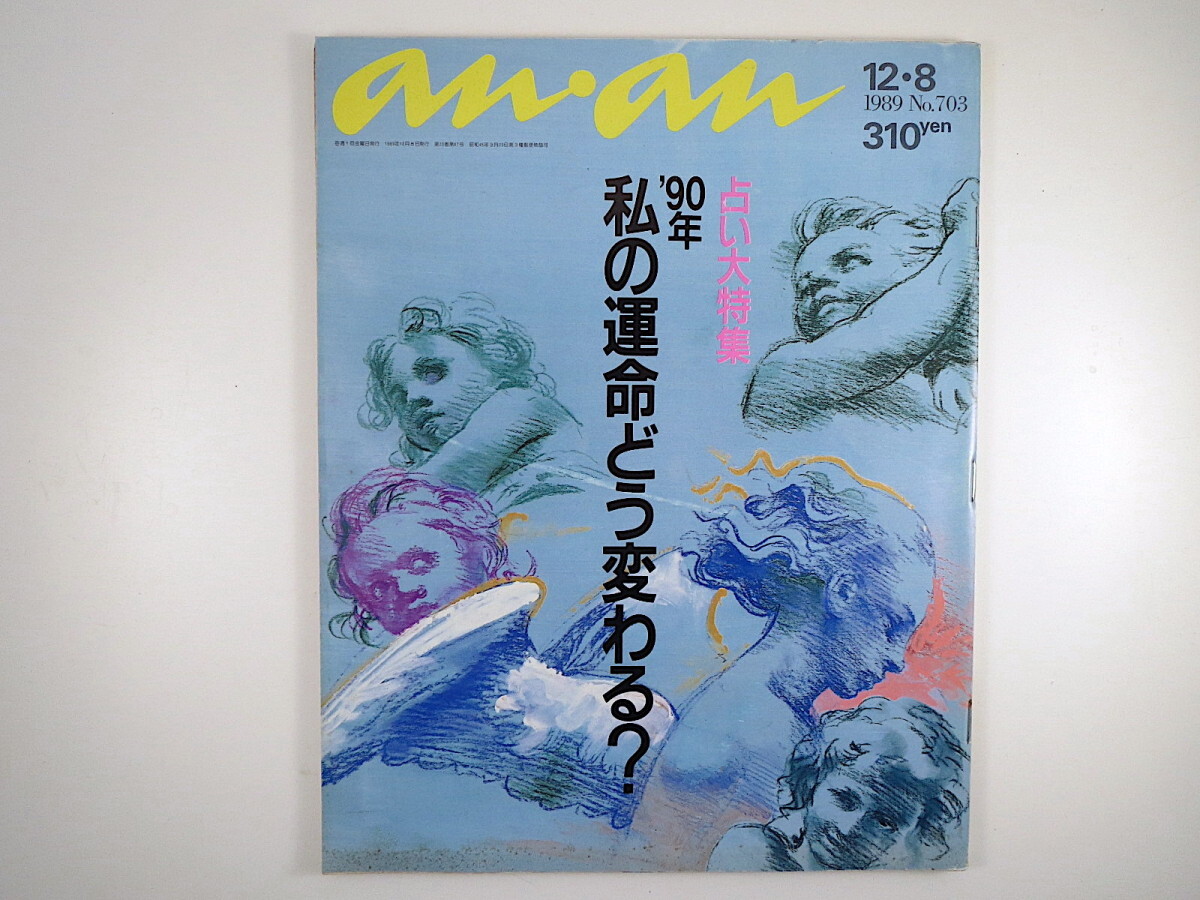 an・an
12・8
1989 No.703
310yen
占い大特集
'90年
私の運命どう変わる?